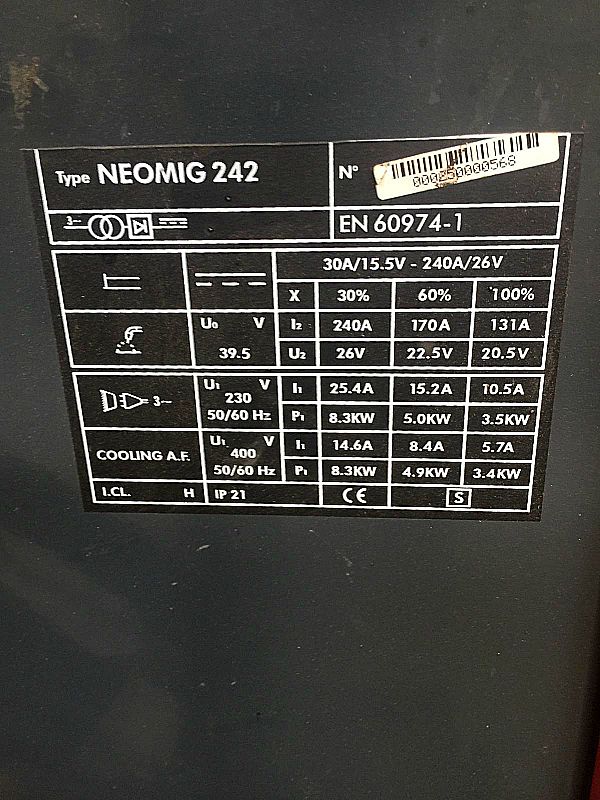 Type NEOMIG 242
N°
000250000568
3~
EN 60974-1
30A/15.5V - 240A/26V
X 30% 60% 100%
U₀ V I₂ 240A 170A 131A
39.5 U₂ 26V 22.5V 20.5V
3~ U₁ V 230 50/60 Hz I₁ 25.4A 15.2A 10.5A
P₁ 8.3KW 5.0KW 3.5KW
COOLING A.F. U₁ V 400 50/60 Hz I₁ 14.6A 8.4A 5.7A
P₁ 8.3KW 4.9KW 3.4KW
I.CL. H IP 21 CE S